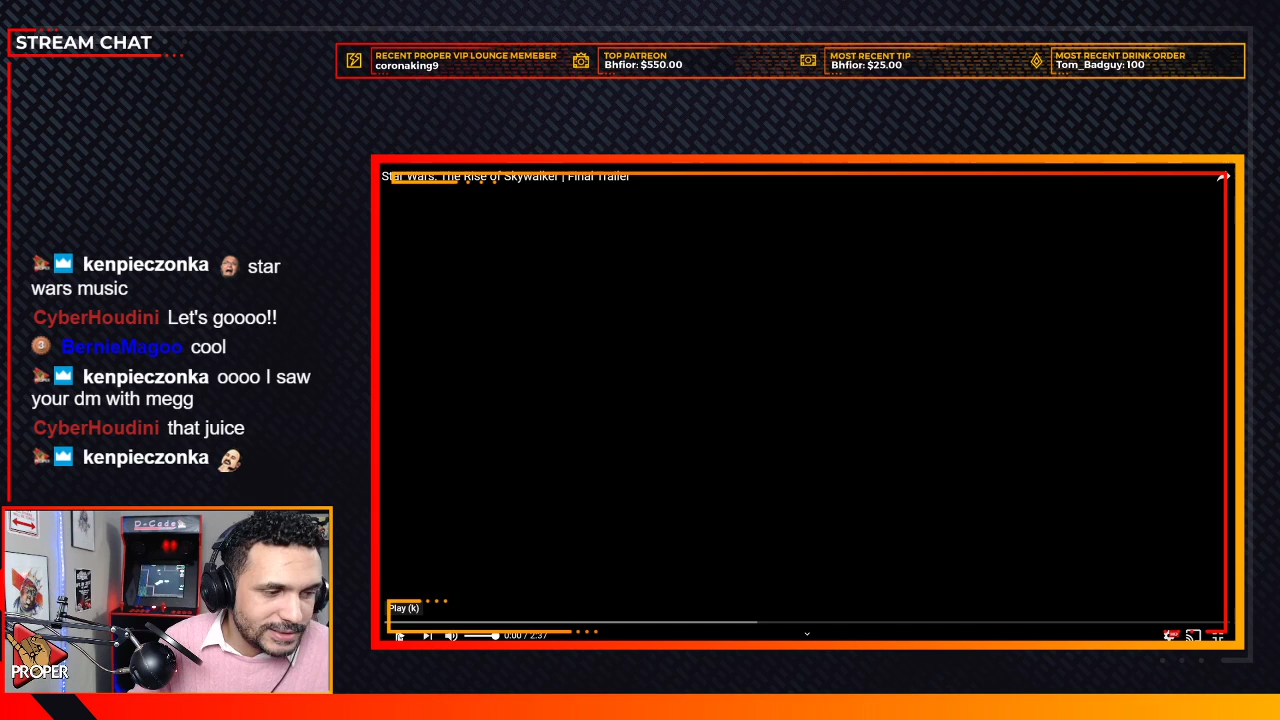 STREAM CHAT
RECENT PROPER VIP LOUNGE MEMEBER
coronaking9
TOP PATREON
Bhfior: $550.00
MOST RECENT TIP
Bhfior: $25.00
MOST RECENT DRINK ORDER
Tom_Badguy: 100
Star Wars: The Rise of Skywalker | Final Trailer
kenpieczonka star
wars music
CyberHoudini Let's goooo!!
3 BernieMagoo cool
kenpieczonka oooo I saw
your dm with megg
CyberHoudini that juice
kenpieczonka
D-Code
PROPER
Play (k)
0:00 / 2:37